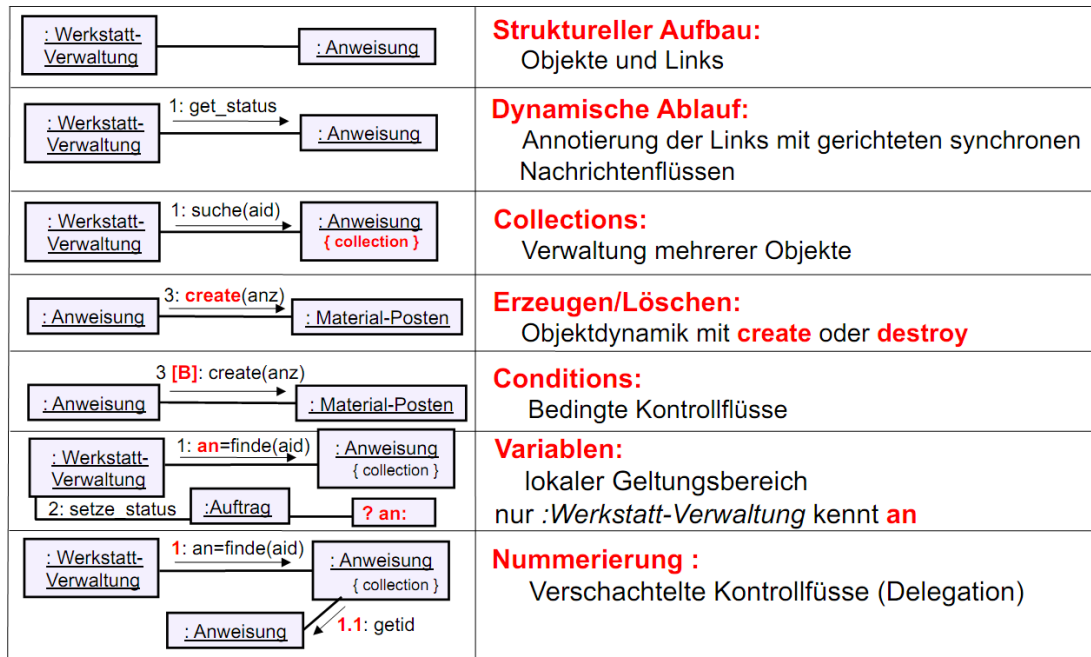 : Werkstatt-
Verwaltung
: Anweisung
Struktureller Aufbau:
Objekte und Links
: Werkstatt-
Verwaltung
1: get_status
: Anweisung
Dynamische Ablauf:
Annotierung der Links mit gerichteten synchronen
Nachrichtenflüssen
: Werkstatt-
Verwaltung
1: suche(aid)
: Anweisung
{ collection }
Collections:
Verwaltung mehrerer Objekte
: Anweisung
3: create(anz)
: Material-Posten
Erzeugen/Löschen:
Objektdynamik mit create oder destroy
: Anweisung
3 [B]: create(anz)
: Material-Posten
Conditions:
Bedingte Kontrollflüsse
: Werkstatt-
Verwaltung
1: an=finde(aid)
: Anweisung
{ collection }
2: setze_status
:Auftrag
? an:
Variablen:
lokaler Geltungsbereich
nur :Werkstatt-Verwaltung kennt an
: Werkstatt-
Verwaltung
1: an=finde(aid)
: Anweisung
{ collection }
: Anweisung
1.1: getid
Nummerierung :
Verschachtelte Kontrollfüsse (Delegation)